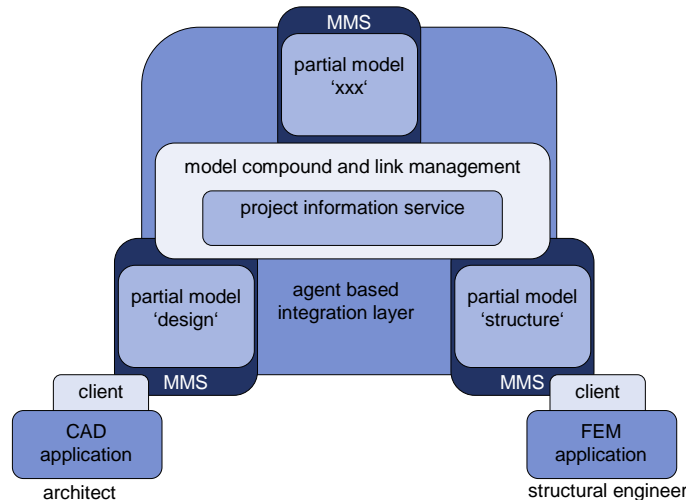 MMS
partial model
‘xxx‘
model compound and link management
project information service
partial model
‘design‘
agent based
integration layer
partial model
‘structure‘
MMS
MMS
client
client
CAD
application
FEM
application
architect
structural engineer